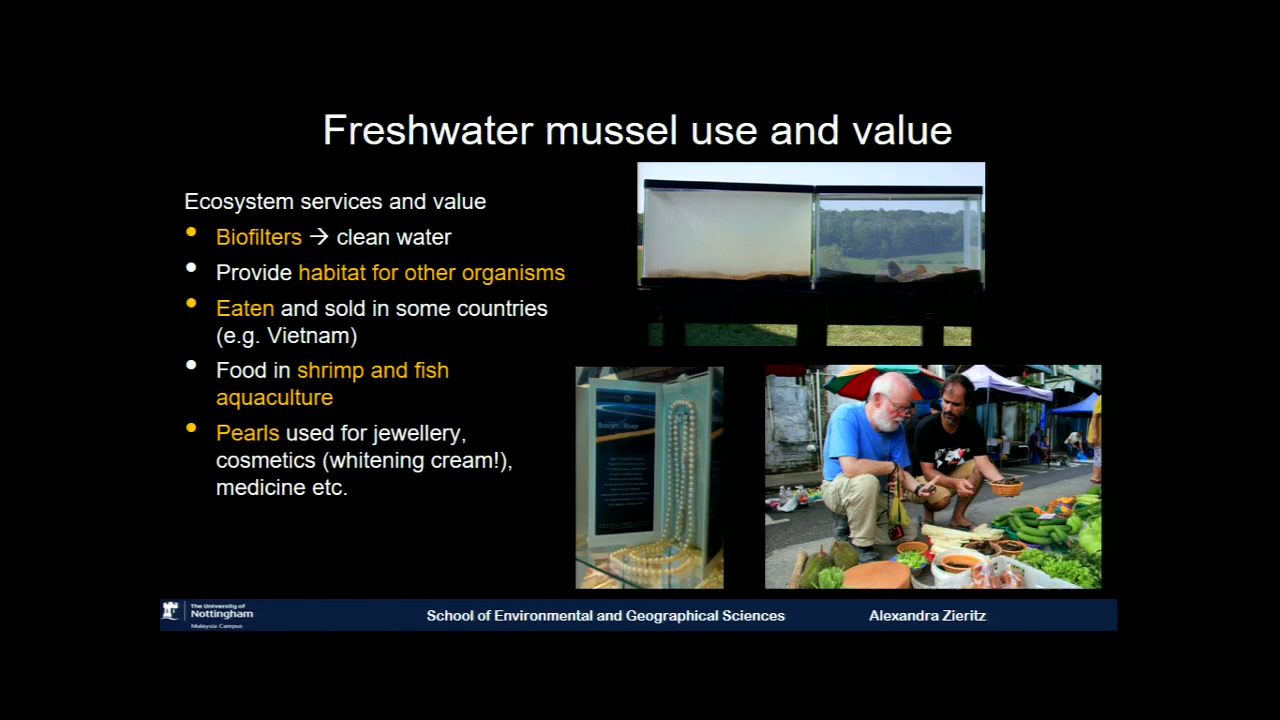 Freshwater mussel use and value
Ecosystem services and value
• Biofilters → clean water
• Provide habitat for other organisms
• Eaten and sold in some countries
(e.g. Vietnam)
• Food in shrimp and fish
aquaculture
• Pearls used for jewellery,
cosmetics (whitening cream!),
medicine etc.
The University of
Nottingham
Malaysia Campus
School of Environmental and Geographical Sciences
Alexandra Zieritz